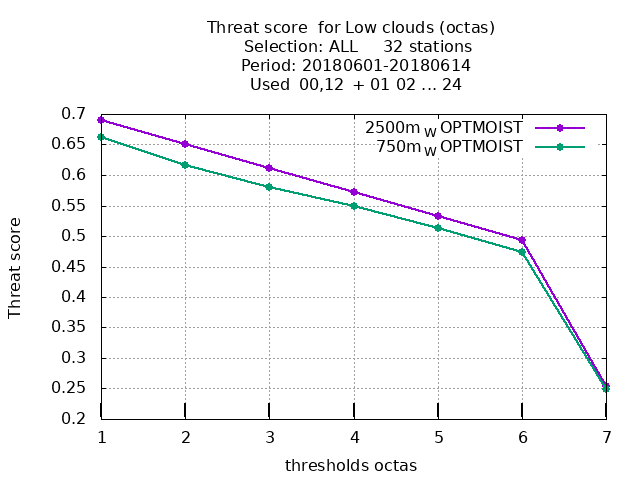 Threat score  for Low clouds (octas)
Selection: ALL     32 stations
Period: 20180601-20180614
Used  00,12  + 01 02 ... 24
2500m W OPTMOIST
750m W OPTMOIST
0.7
0.65
0.6
0.55
0.5
0.45
0.4
0.35
0.3
0.25
0.2
Threat score
1 2 3 4 5 6 7
thresholds octas